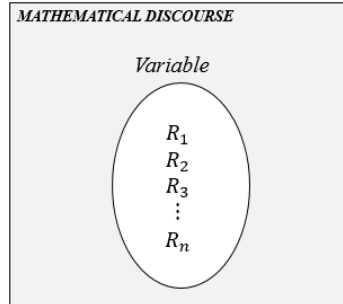 MATHEMATICAL DISCOURSE
Variable
R₁
R₂
R₃
⋮
Rₙ